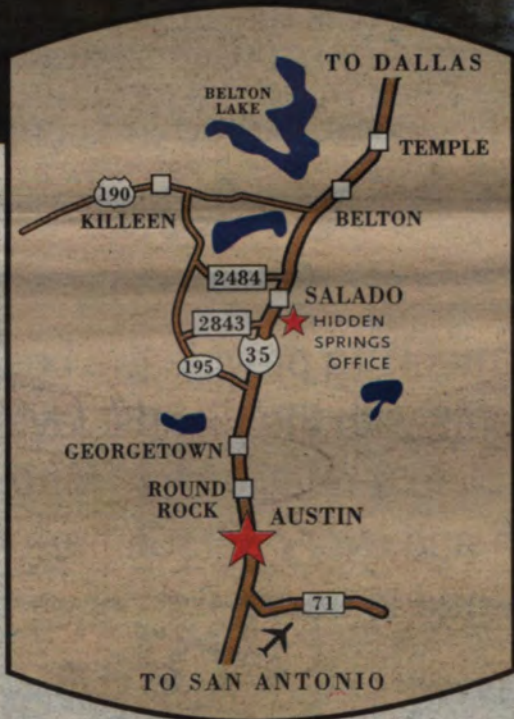 TO DALLAS
BELTON
LAKE
TEMPLE
190
KILLEEN
BELTON
2484
SALADO
2843
HIDDEN
SPRINGS
OFFICE
35
195
GEORGETOWN
ROUND
ROCK
AUSTIN
71
TO SAN ANTONIO